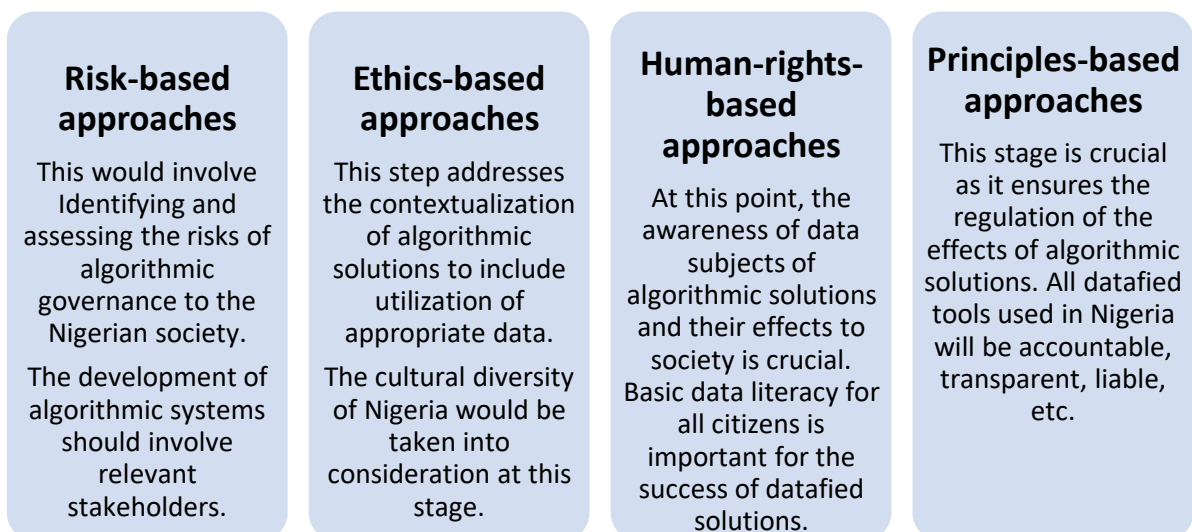 Risk-based
approaches
This would involve
Identifying and
assessing the risks of
algorithmic
governance to the
Nigerian society.
The development of
algorithmic systems
should involve
relevant
stakeholders.
Ethics-based
approaches
This step addresses
the contextualization
of algorithmic
solutions to include
utilization of
appropriate data.
The cultural diversity
of Nigeria would be
taken into
consideration at this
stage.
Human-rights-
based
approaches
At this point, the
awareness of data
subjects of
algorithmic solutions
and their effects to
society is crucial.
Basic data literacy for
all citizens is
important for the
success of datafied
solutions.
Principles-based
approaches
This stage is crucial
as it ensures the
regulation of the
effects of algorithmic
solutions. All datafied
tools used in Nigeria
will be accountable,
transparent, liable,
etc.